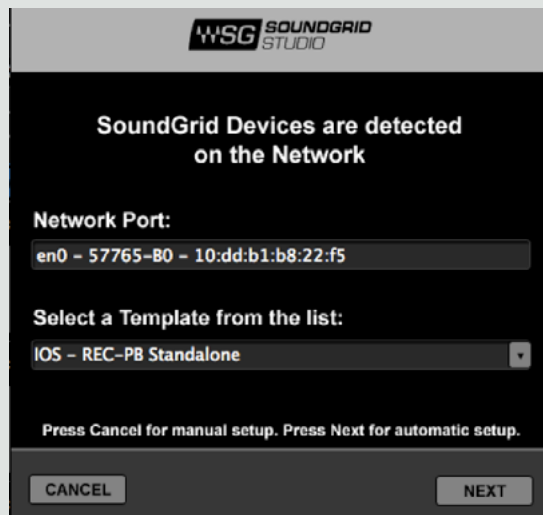 WSG SOUNDGRID
STUDIO
SoundGrid Devices are detected
on the Network
Network Port:
en0 – 57765–B0 – 10:dd:b1:b8:22:f5
Select a Template from the list:
IOS – REC–PB Standalone
Press Cancel for manual setup. Press Next for automatic setup.
CANCEL
NEXT